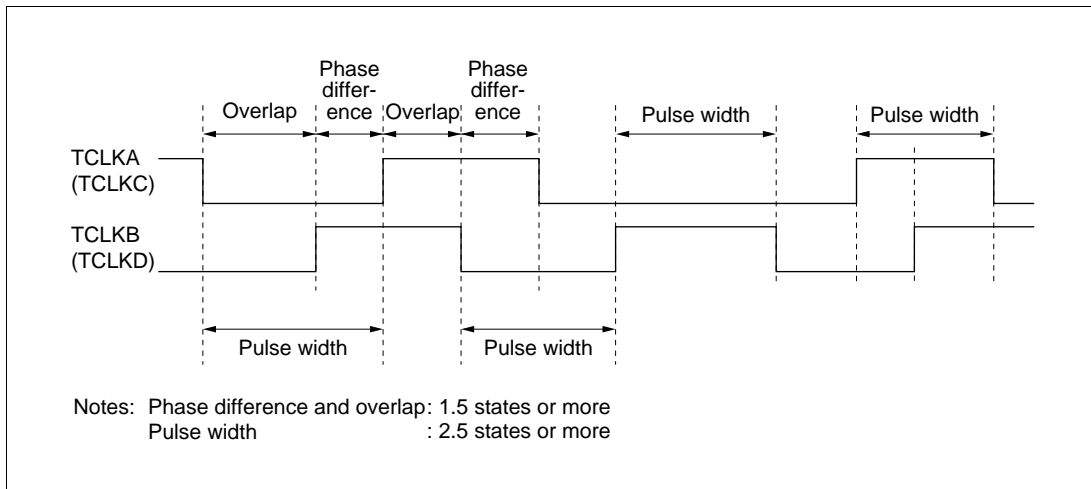 Phase
differ-
ence
Phase
differ-
ence
Overlap
Overlap
Pulse width
Pulse width
TCLKA
(TCLKC)
TCLKB
(TCLKD)
Pulse width
Pulse width
Notes: Phase difference and overlap : 1.5 states or more
Pulse width : 2.5 states or more